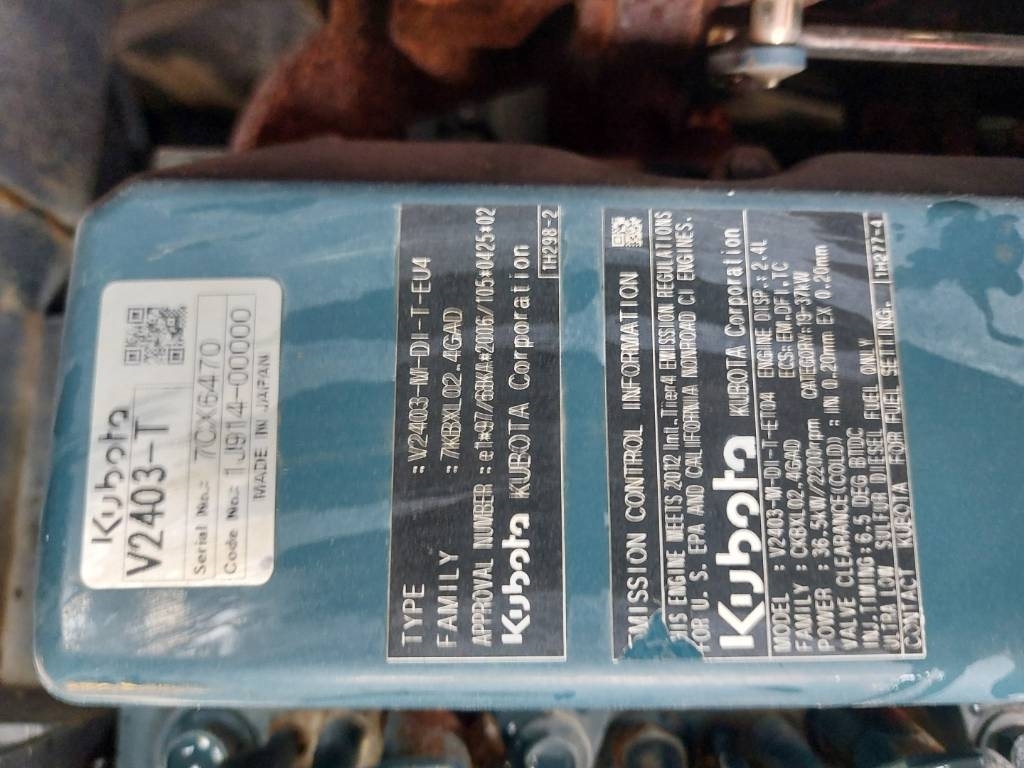 Kubota
V2403-T
Serial No.: 7CX6470
Code No.: 1J914-00000
MADE IN JAPAN
TYPE : V2403-M-DI-T-EU4
FAMILY : 7KBXL02.4GAD
APPROVAL NUMBER : e1*97/68KA*2006/105*0425*02
Kubota KUBOTA Corporation
1H298-2
EMISSION CONTROL INFORMATION
THIS ENGINE MEETS 2012 Int.Tier4 EMISSION REGULATIONS
FOR U. S. EPA AND CALIFORNIA NONROAD CI ENGINES.
Kubota KUBOTA Corporation
MODEL : V2403-M-DI-T-ET04 ENGINE DISP.: 2.4L
FAMILY : CKBXL02.4GAD ECS: EM,DFI,TC
POWER : 36.5kW/2200rpm CATEGORY: 19-37kW
VALVE CLEARANCE(COLD) : IN 0.20mm EX 0.20mm
INJ.TIMING : 6.5 DEG BTDC
ULTRA LOW SULFUR DIESEL FUEL ONLY
CONTACT KUBOTA FOR FUEL SETTING. 1H277-4